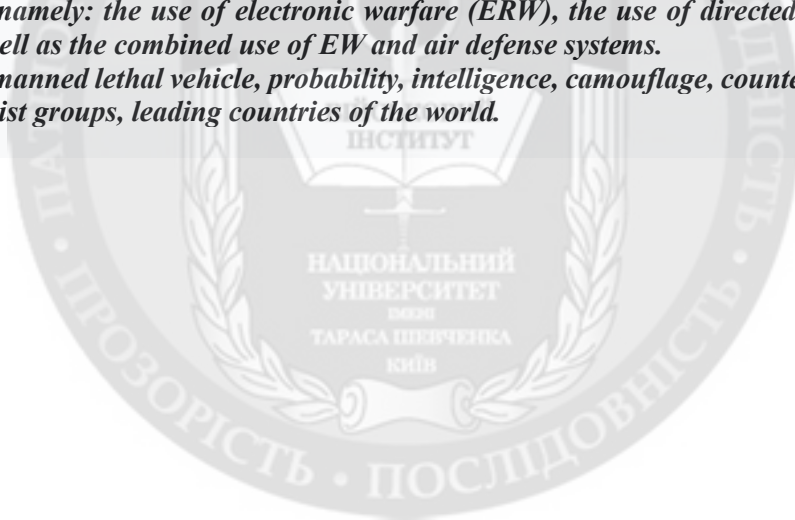 namely: the use of electronic warfare (ERW), the use of directed
ell as the combined use of EW and air defense systems.
manned lethal vehicle, probability, intelligence, camouflage, counte
ist groups, leading countries of the world.
ІНСТИТУТ
НАЦІОНАЛЬНИЙ
УНІВЕРСИТЕТ
ІМЕНІ
ТАРАСА ШЕВЧЕНКА
КИЇВ
• ПРОЗОРІСТЬ • ПОСЛІДОВНІСТЬ •